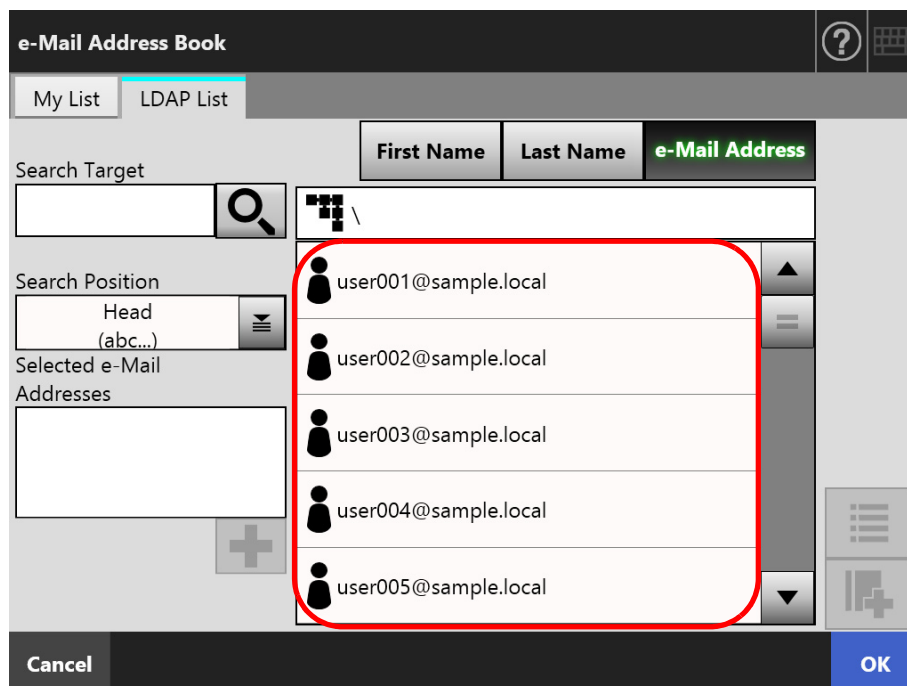 e-Mail Address Book
?
My List
LDAP List
First Name
Last Name
e-Mail Address
Search Target
\
Search Position
Head
(abc...)
Selected e-Mail
Addresses
user001@sample.local
user002@sample.local
user003@sample.local
user004@sample.local
user005@sample.local
Cancel
OK